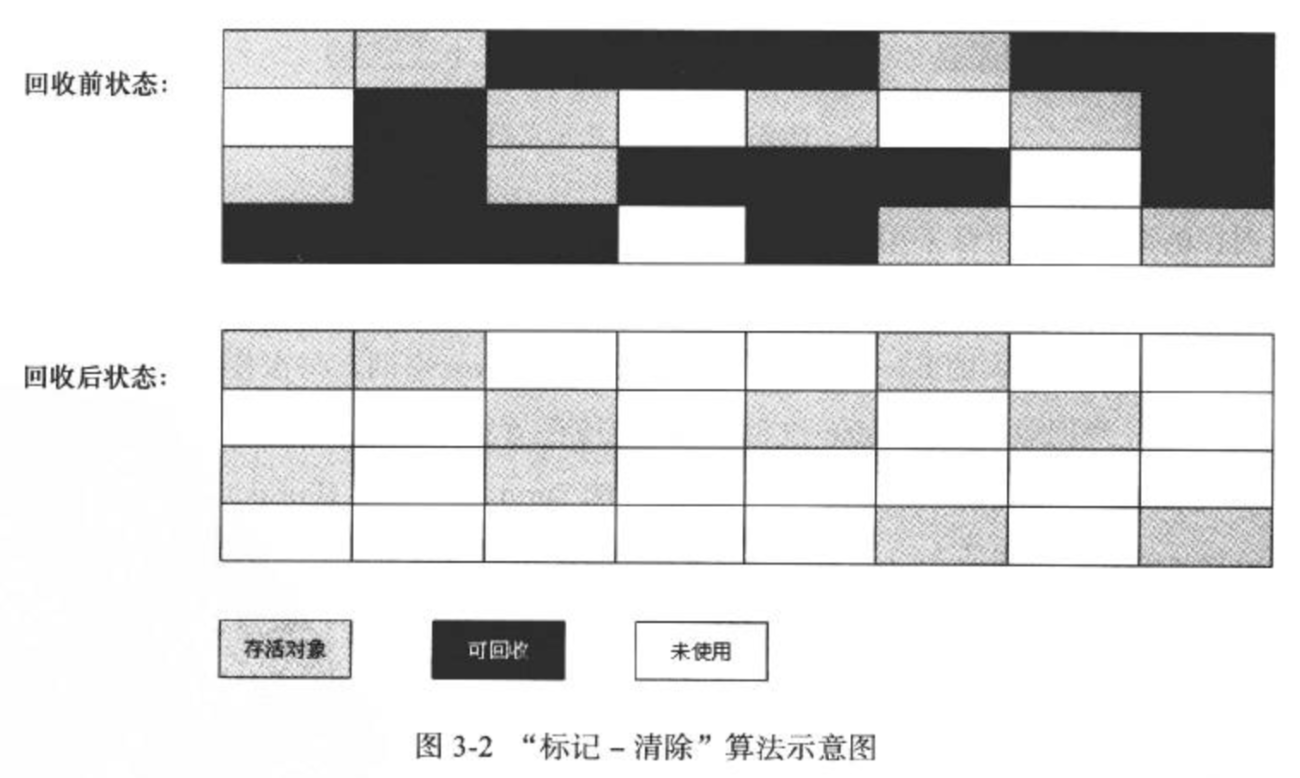 回收前状态：
回收后状态：
存活对象
可回收
未使用
图 3-2 “标记 – 清除”算法示意图